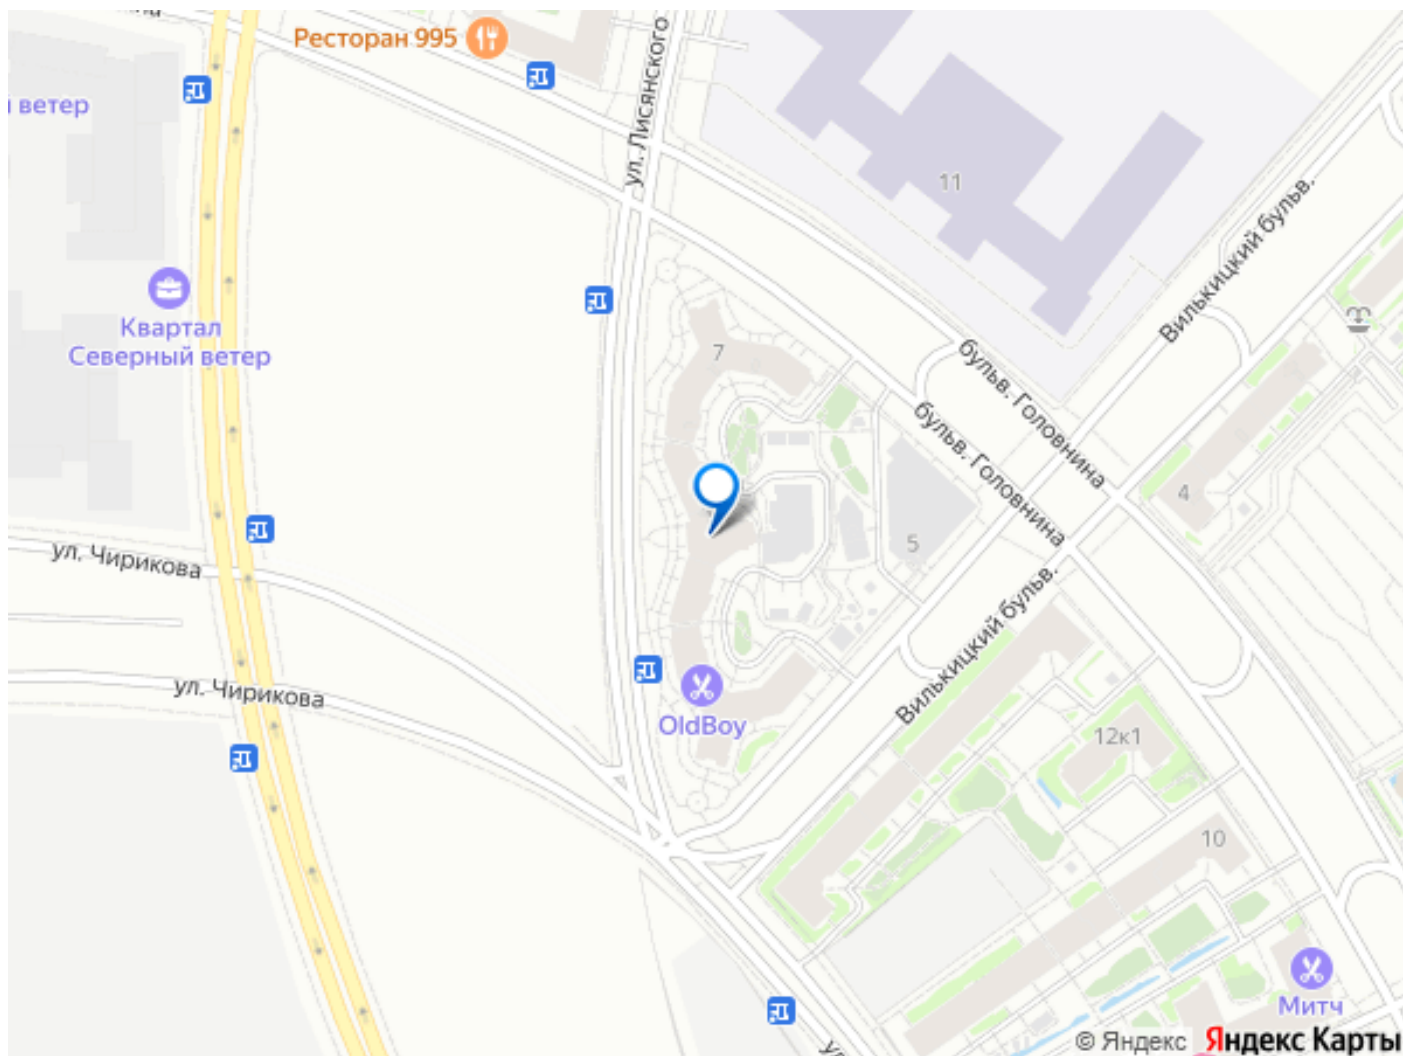 Ресторан 995
ул. Лисянского
ветер
11
Вилькицкий бульв.
Квартал
Северный ветер
7
бульв. Головнина
бульв. Головнина
4
5
ул. Чирикова
Вилькицкий бульв.
ул. Чирикова
OldBoy
12к1
10
Митч
© Яндекс Яндекс Карты